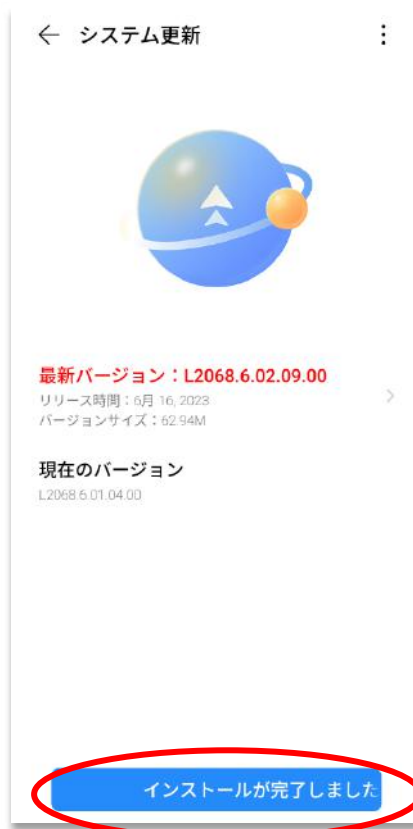 システム更新
最新バージョン：L2068.6.02.09.00
リリース時間：6月 16, 2023
バージョンサイズ：62.94M
現在のバージョン
L2068.6.01.04.00
インストールが完了しました